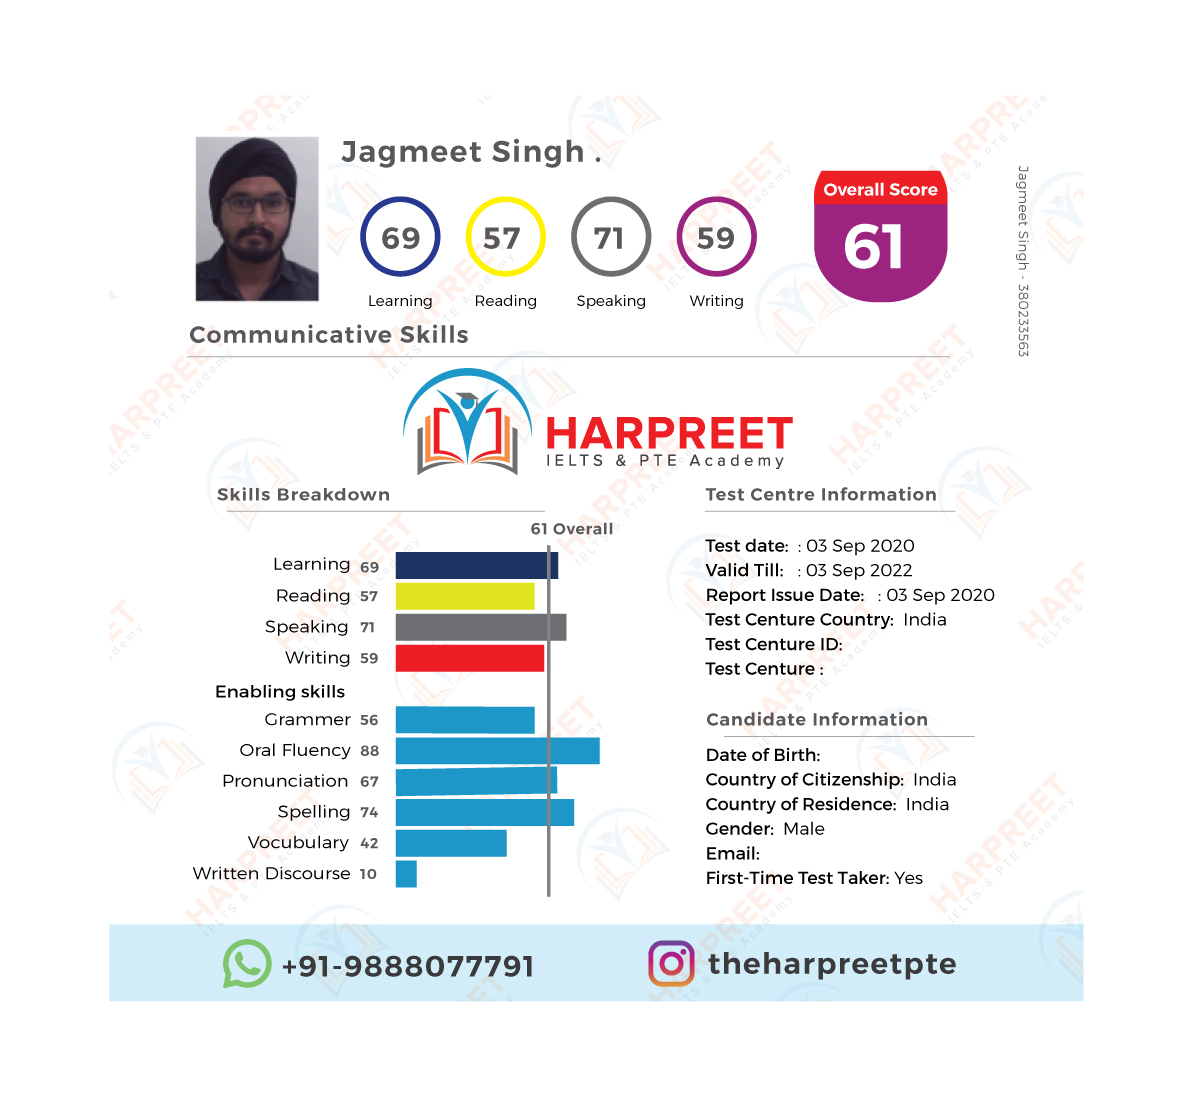 Jagmeet Singh .
69 57 71 59
Learning Reading Speaking Writing
Overall Score
61
Jagmeet Singh - 380233563
Communicative Skills
HARPREET
IELTS & PTE Academy
Skills Breakdown
61 Overall
Learning 69
Reading 57
Speaking 71
Writing 59
Enabling skills
Grammer 56
Oral Fluency 88
Pronunciation 67
Spelling 74
Vocubulary 42
Written Discourse 10
Test Centre Information
Test date: : 03 Sep 2020
Valid Till: : 03 Sep 2022
Report Issue Date: : 03 Sep 2020
Test Centure Country: India
Test Centure ID:
Test Centure :
Candidate Information
Date of Birth:
Country of Citizenship: India
Country of Residence: India
Gender: Male
Email:
First-Time Test Taker: Yes
+91-9888077791
theharpreetpte